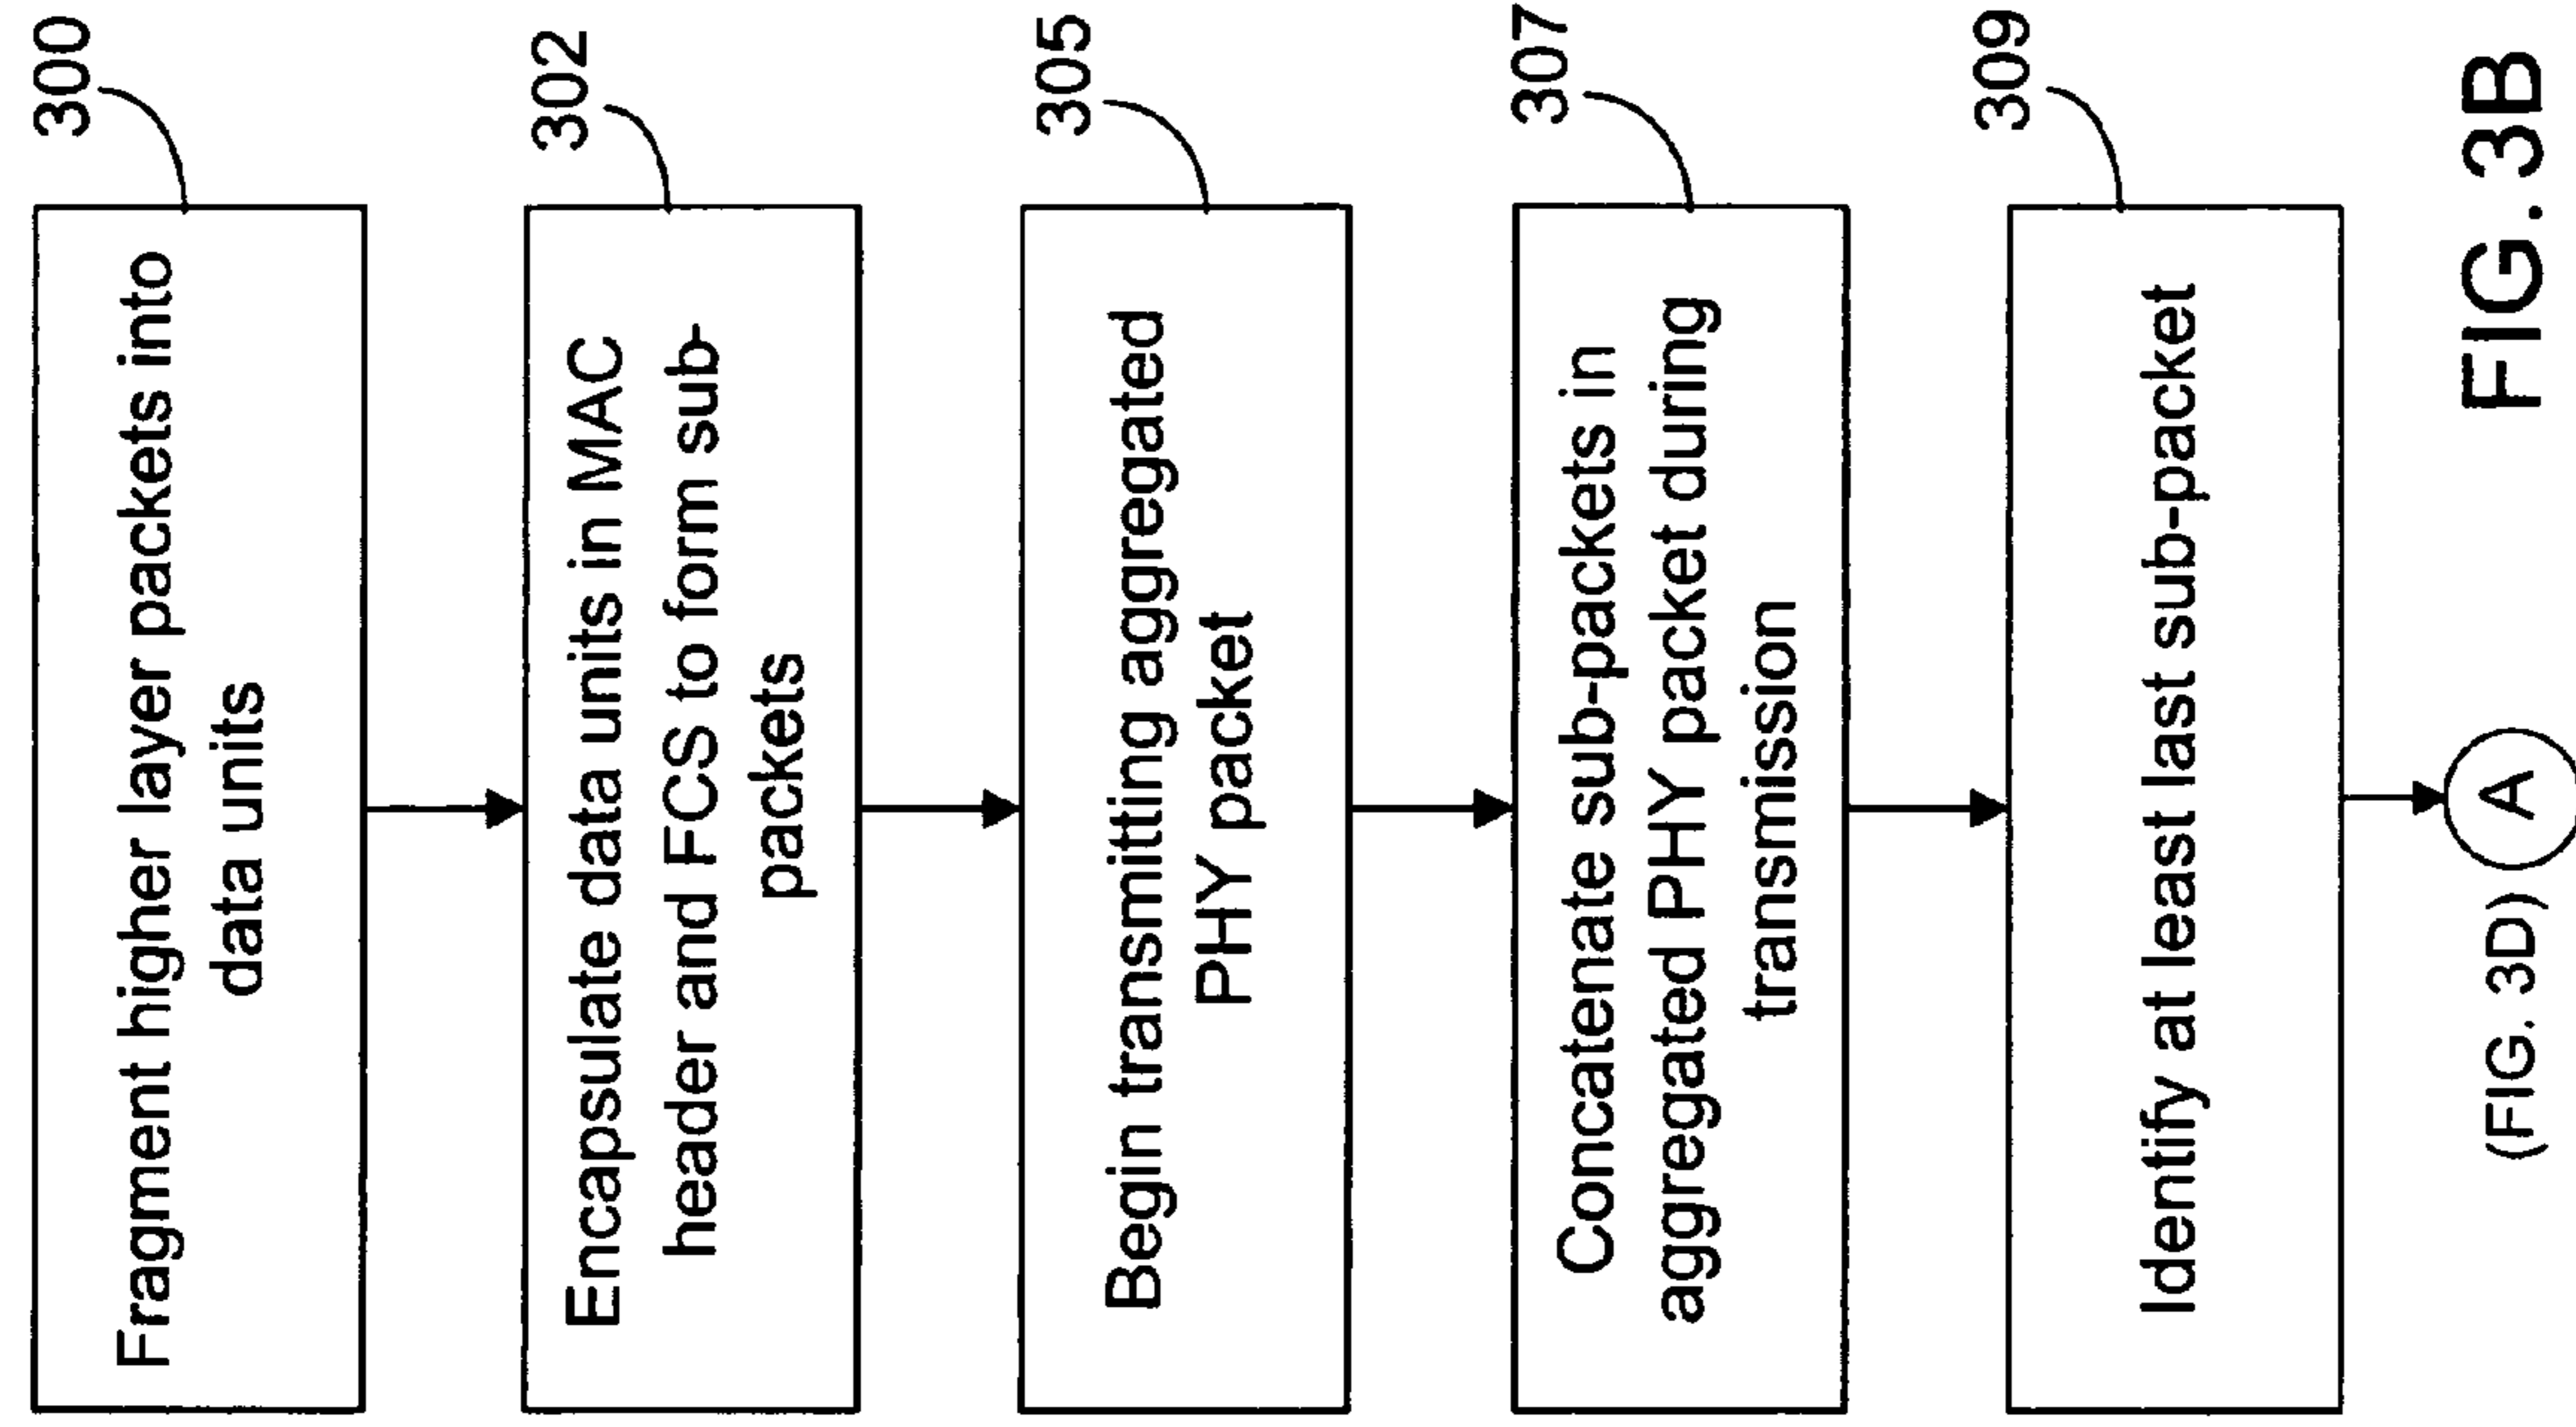 300
Fragment higher layer packets into
data units
302
Encapsulate data units in MAC
header and FCS to form sub-
packets
305
Begin transmitting aggregated
PHY packet
307
Concatenate sub-packets in
aggregated PHY packet during
transmission
309
Identify at least last sub-packet
(FIG. 3D) A
FIG. 3B